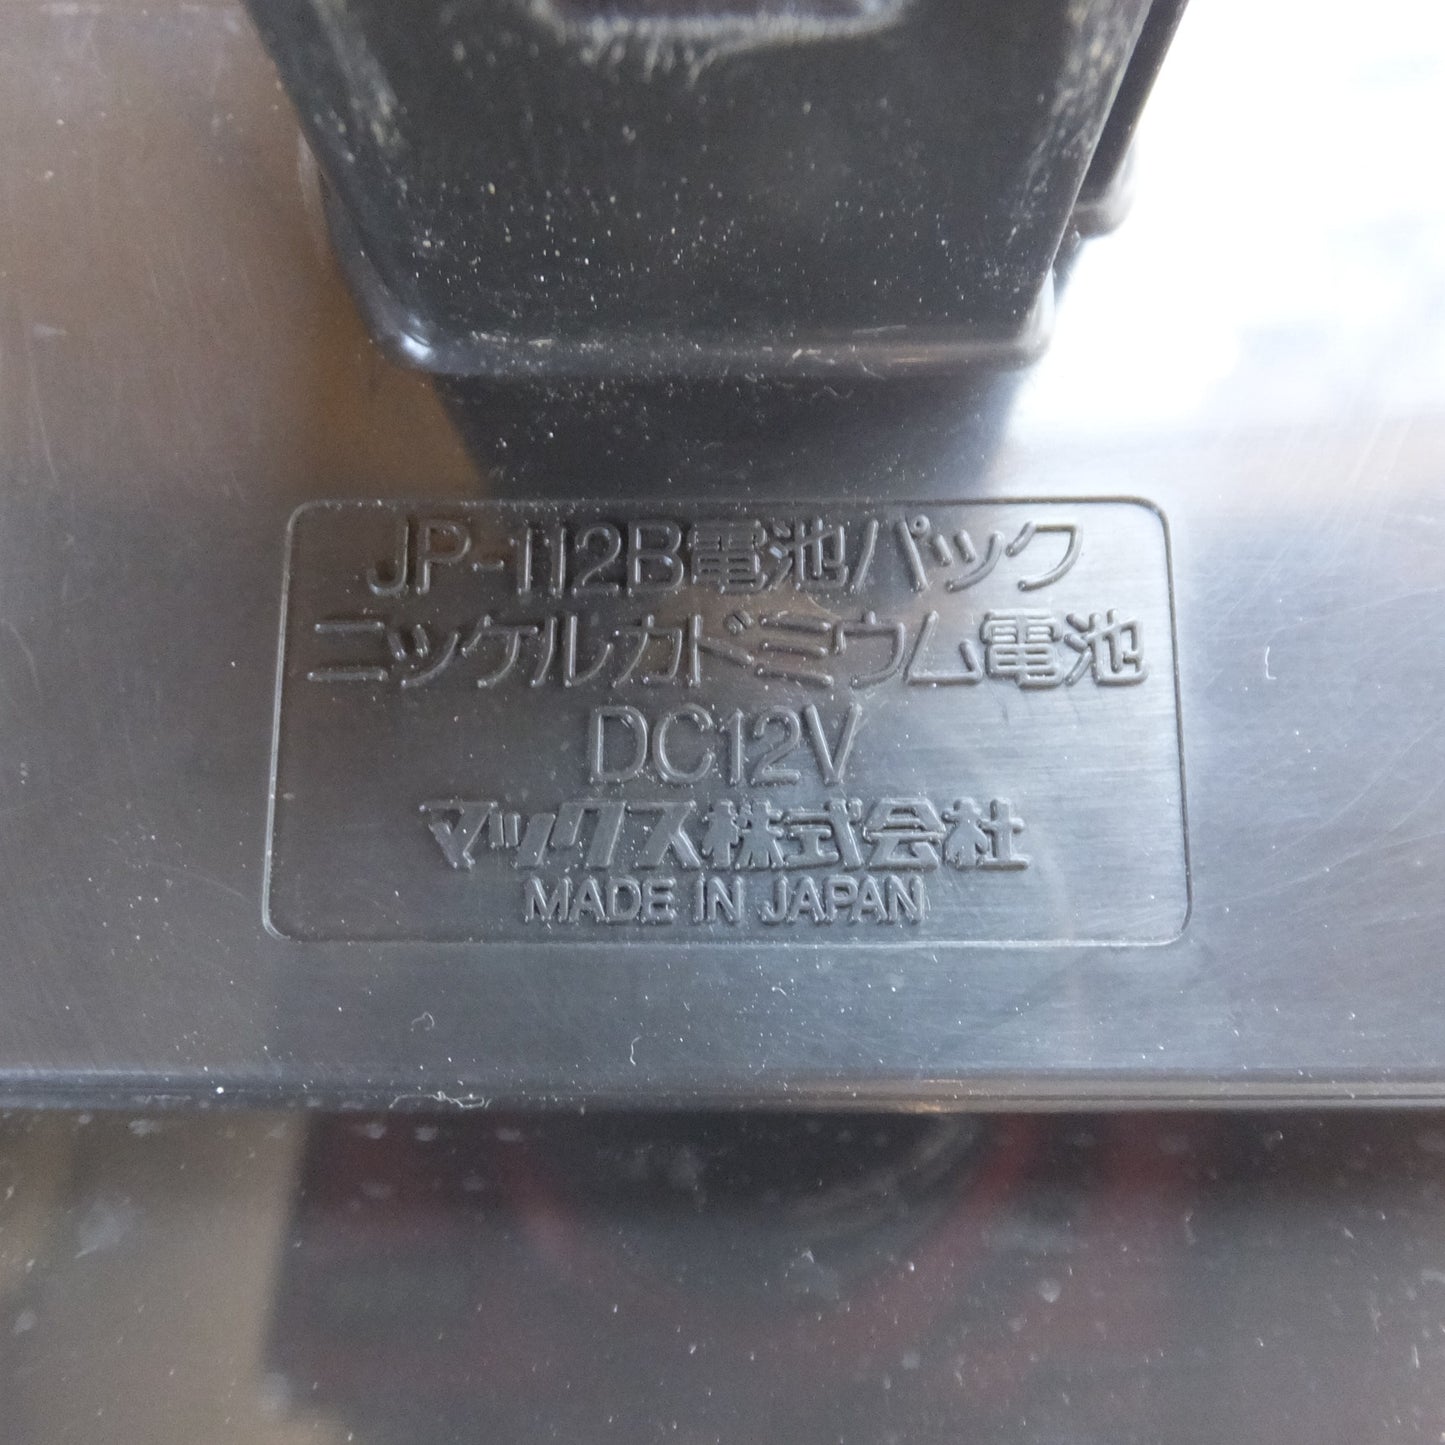 JP-112B電池パック
ニッケルカドミウム電池
DC12V
マックス株式会社
MADE IN JAPAN